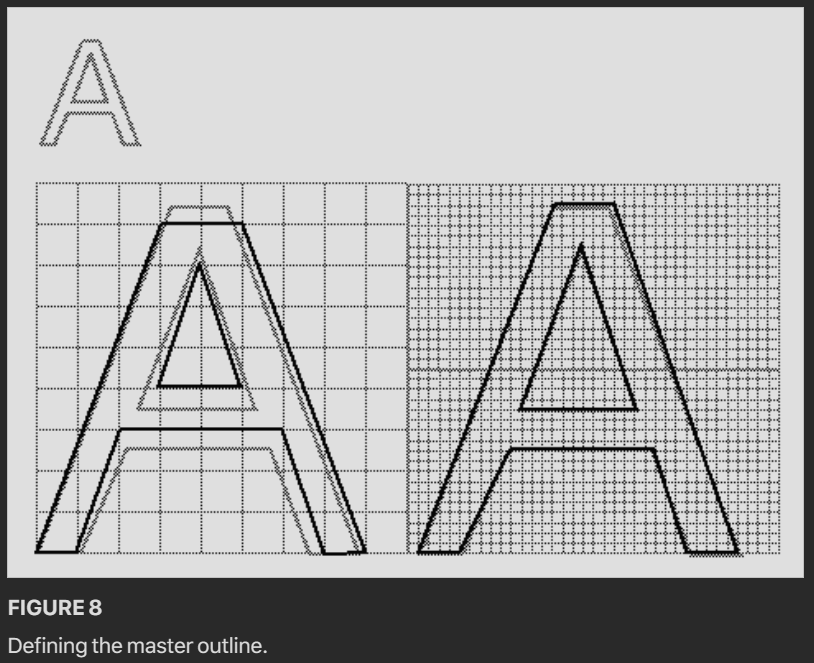 A
A A
FIGURE 8
Defining the master outline.